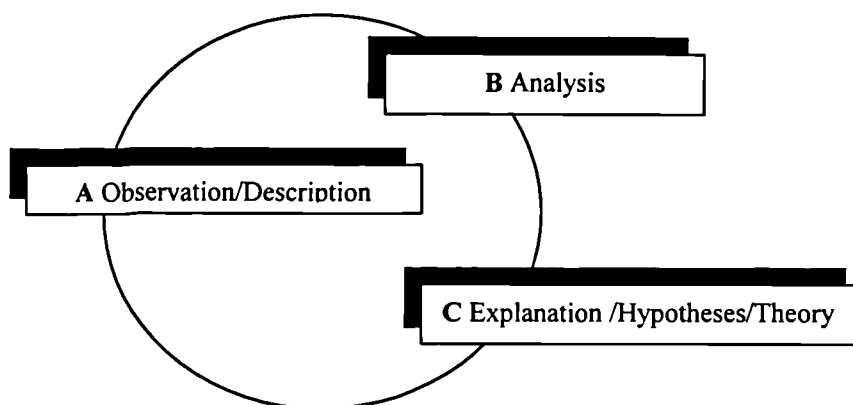 B Analysis
A Observation/Description
C Explanation /Hypotheses/Theory